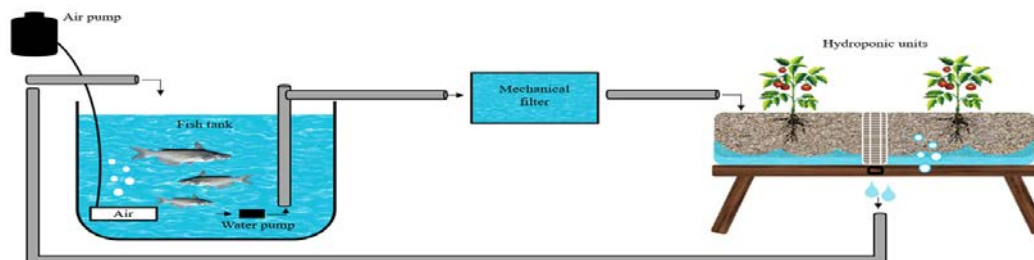 Air pump
Hydroponic units
Mechanical
filter
Fish tank
Air
Water pump